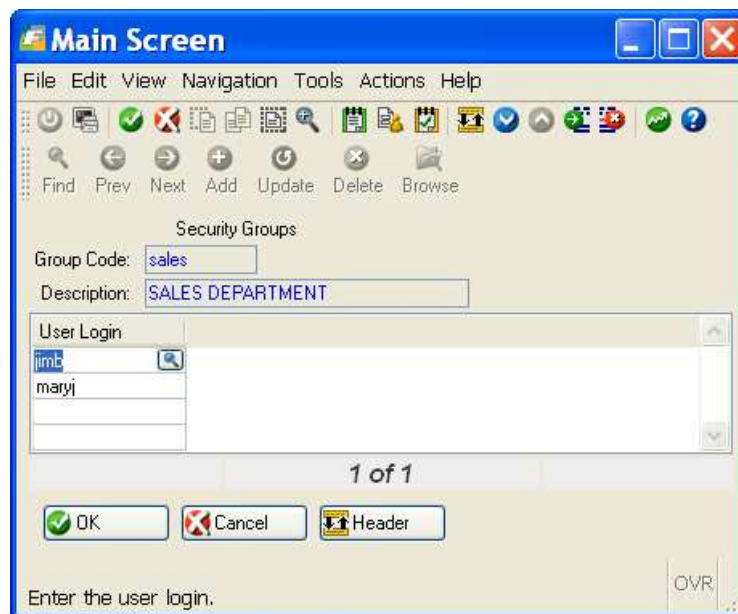 Main Screen
File Edit View Navigation Tools Actions Help
Find Prev Next Add Update Delete Browse
Security Groups
Group Code: sales
Description: SALES DEPARTMENT
User Login
jimb
maryj
1 of 1
OK Cancel Header
Enter the user login.
OVR